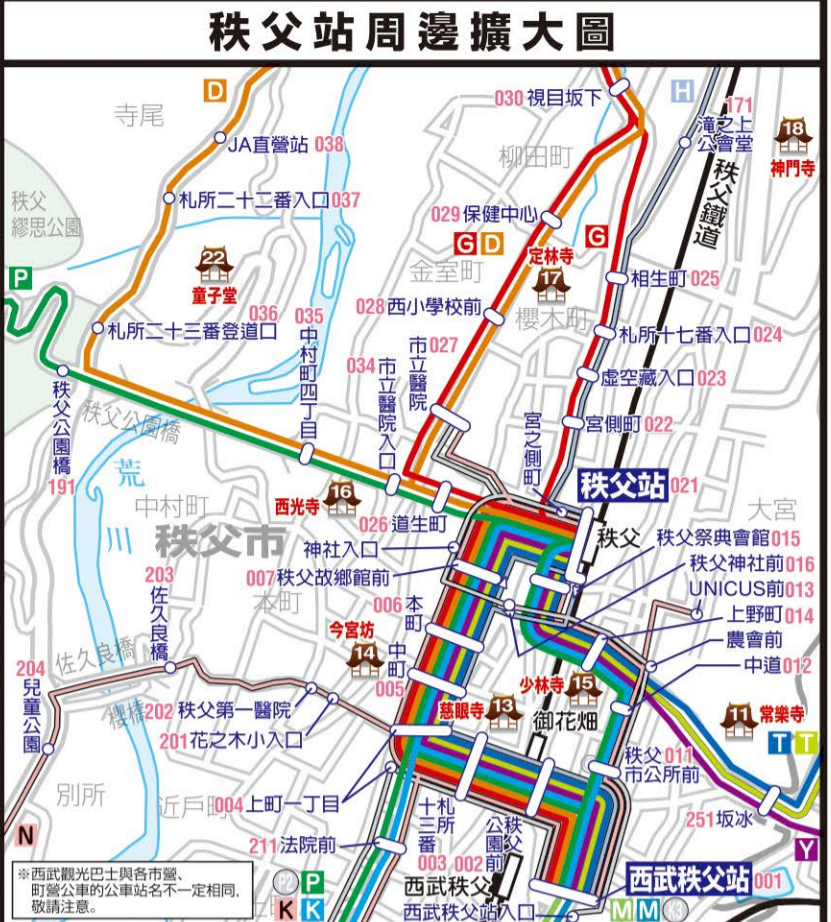 秩父站周邊擴大圖
D
寺尾
JA直營站 038
札所二十二番入口 037
秩父
繆思公園
P
22
童子堂
036
札所二十三番登道口
035
中村町四丁目
034
市立醫院入口
秩父公園橋
191
秩父公園橋
荒川
030 視目坂下
柳田町
029 保健中心
G D
G
金室町
定林寺
17
028 西小學校前
櫻木町
027
市立醫院
H
171
滝之上
公會堂
18
神門寺
秩父鐵道
相生町 025
札所十七番入口 024
虛空藏入口 023
宮側町 022
宮之側町
秩父站 021
大宮
秩父
中村町
秩父市
西光寺
16
026 道生町
神社入口
007 秩父故鄉館前
本町
006
本町
今宮坊
14
中町
005
203
佐久良橋
佐久良橋
櫻橋
204
兒童公園
202 秩父第一醫院
201 花之木小入口
別所
近戶町
004 上町一丁目
211 法院前
N
秩父祭典會館 015
秩父神社前 016
UNICUS前 013
上野町 014
農會前
中道 012
少林寺
15
慈眼寺
13
御花畑
11
常樂寺
T T
秩父
市公所前
011
251 坂冰
Y
札所
十三番
003
秩父
公園前
002
西武秩父
西武秩父站 001
西武秩父站入口
M M K3
P2 P
K K
※西武觀光巴士與各市營、
町營公車的公車站名不一定相同,
敬請注意。